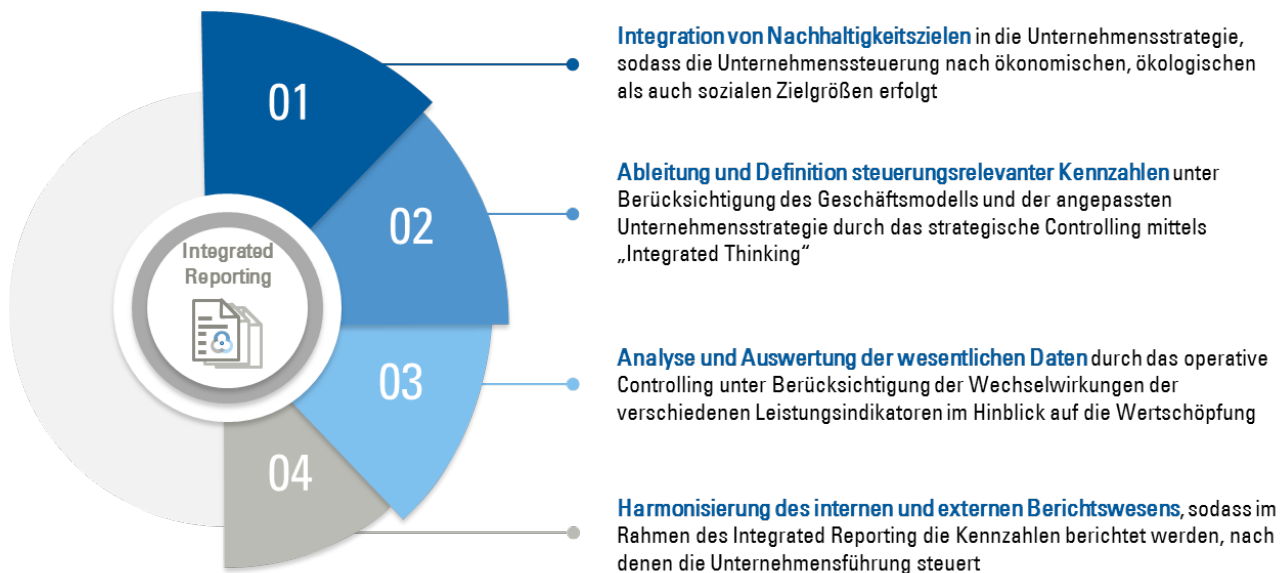 01
Integration von Nachhaltigkeitszielen in die Unternehmensstrategie,
sodass die Unternehmenssteuerung nach ökonomischen, ökologischen
als auch sozialen Zielgrößen erfolgt
02
Ableitung und Definition steuerungsrelevanter Kennzahlen unter
Berücksichtigung des Geschäftsmodells und der angepassten
Unternehmensstrategie durch das strategische Controlling mittels
„Integrated Thinking“
Integrated
Reporting
03
Analyse und Auswertung der wesentlichen Daten durch das operative
Controlling unter Berücksichtigung der Wechselwirkungen der
verschiedenen Leistungsindikatoren im Hinblick auf die Wertschöpfung
04
Harmonisierung des internen und externen Berichtswesens, sodass im
Rahmen des Integrated Reporting die Kennzahlen berichtet werden, nach
denen die Unternehmensführung steuert